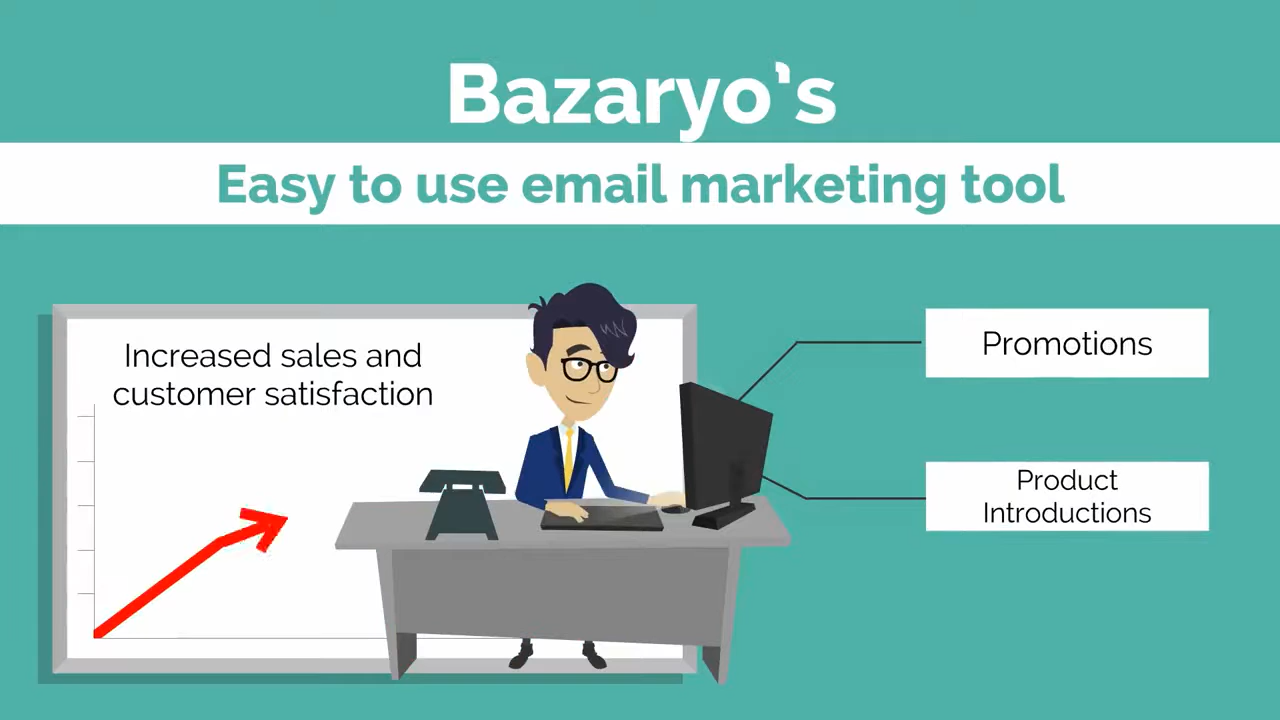 Bazaryo's
Easy to use email marketing tool
Increased sales and
customer satisfaction
Promotions
Product
Introductions